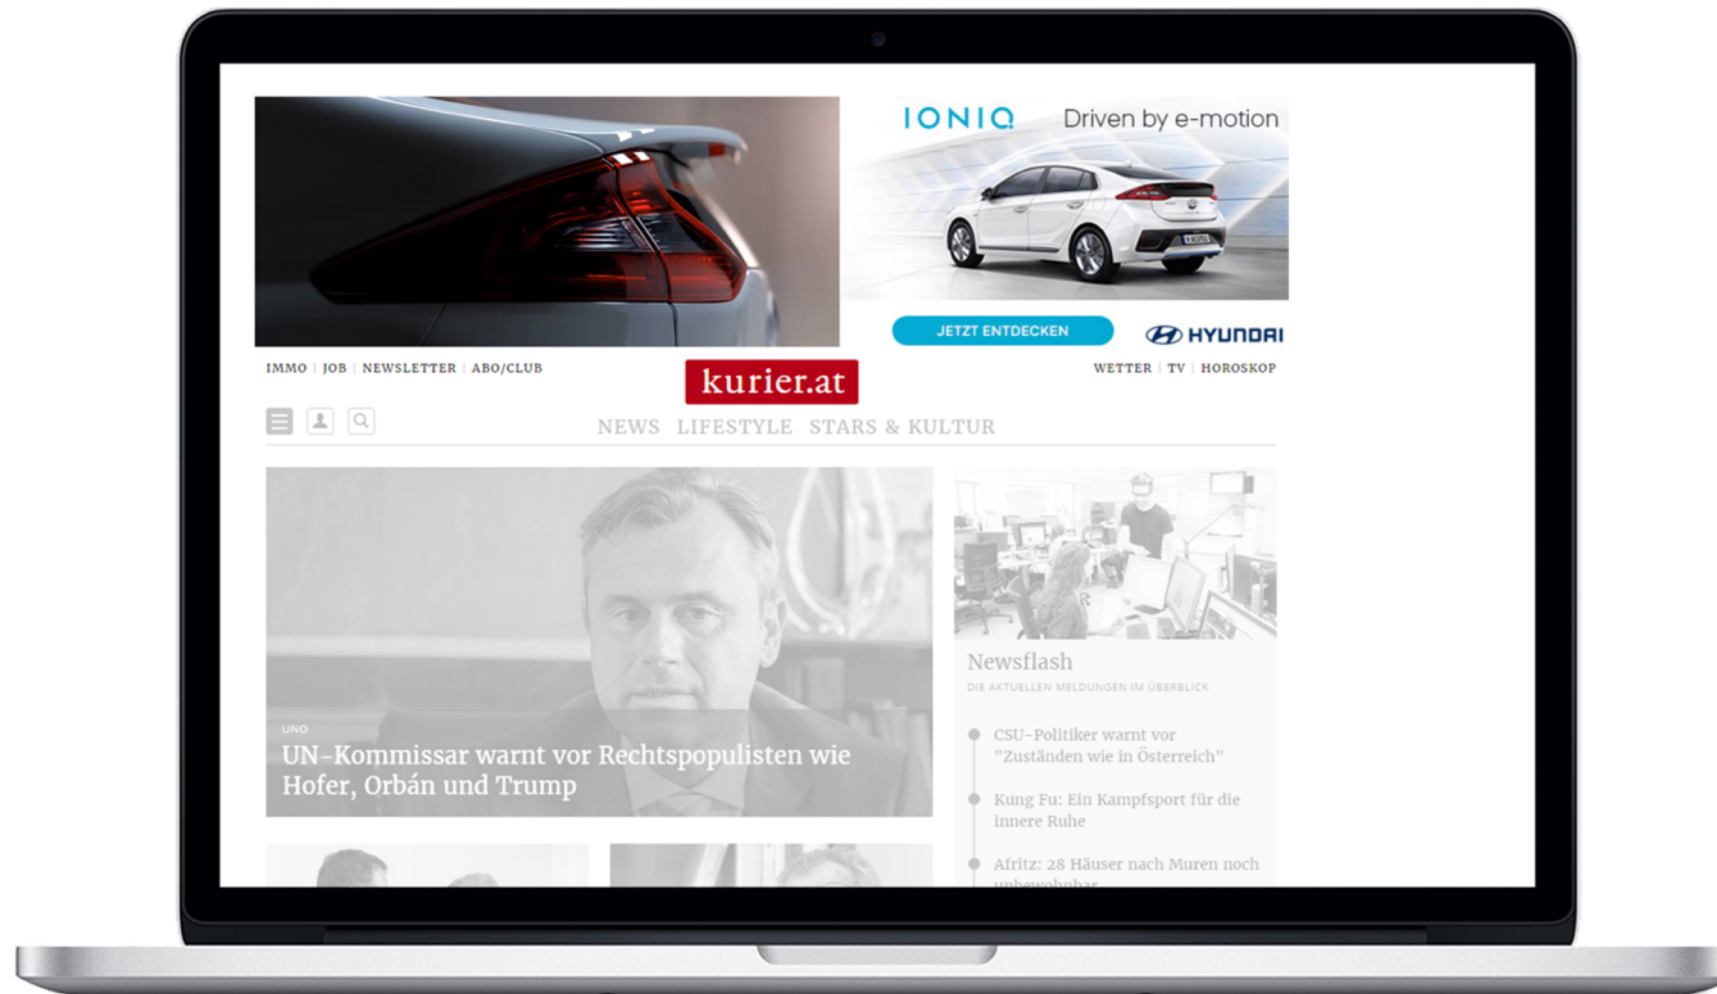 IONIQ
Driven by e-motion
JETZT ENTDECKEN
HYUNDAI
IMMO | JOB | NEWSLETTER | ABO/CLUB
kurier.at
WETTER | TV | HOROSKOP
NEWS LIFESTYLE STARS & KULTUR
UNO
UN-Kommissar warnt vor Rechtspopulisten wie
Hofer, Orbán und Trump
Newsflash
DIE AKTUELLEN MELDUNGEN IM ÜBERBLICK
CSU-Politiker warnt vor
"Zuständen wie in Österreich"
Kung Fu: Ein Kampfsport für die
innere Ruhe
Afritz: 28 Häuser nach Muren noch
unbewohnbar